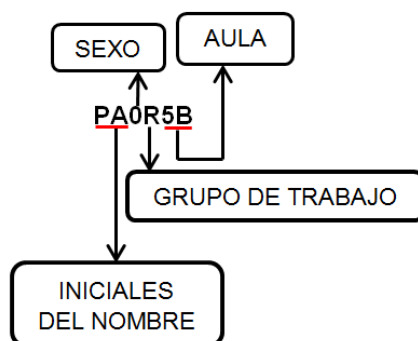 SEXO
AULA
PA0R5B
GRUPO DE TRABAJO
INICIALES
DEL NOMBRE